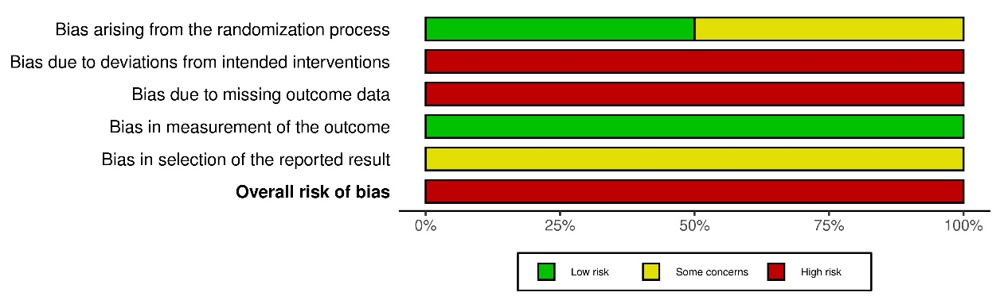 Bias arising from the randomization process
Bias due to deviations from intended interventions
Bias due to missing outcome data
Bias in measurement of the outcome
Bias in selection of the reported result
Overall risk of bias
0% 25% 50% 75% 100%
Low risk Some concerns High risk